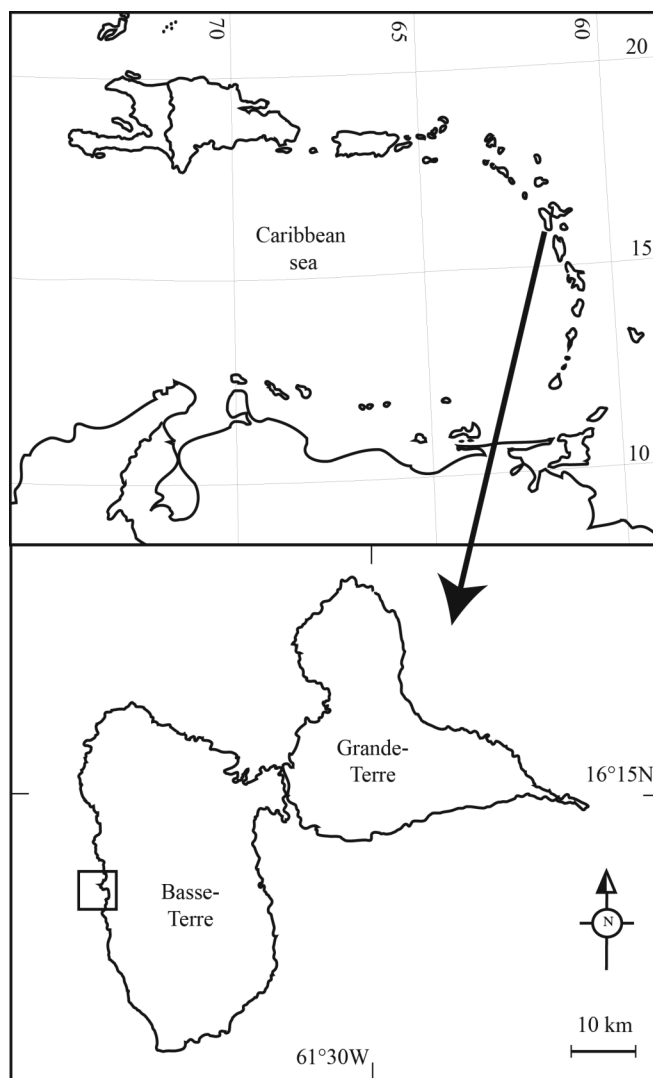 70
65
60
20
Caribbean
sea
15
10
Grande-
Terre
16°15N
Basse-
Terre
N
10 km
61°30W